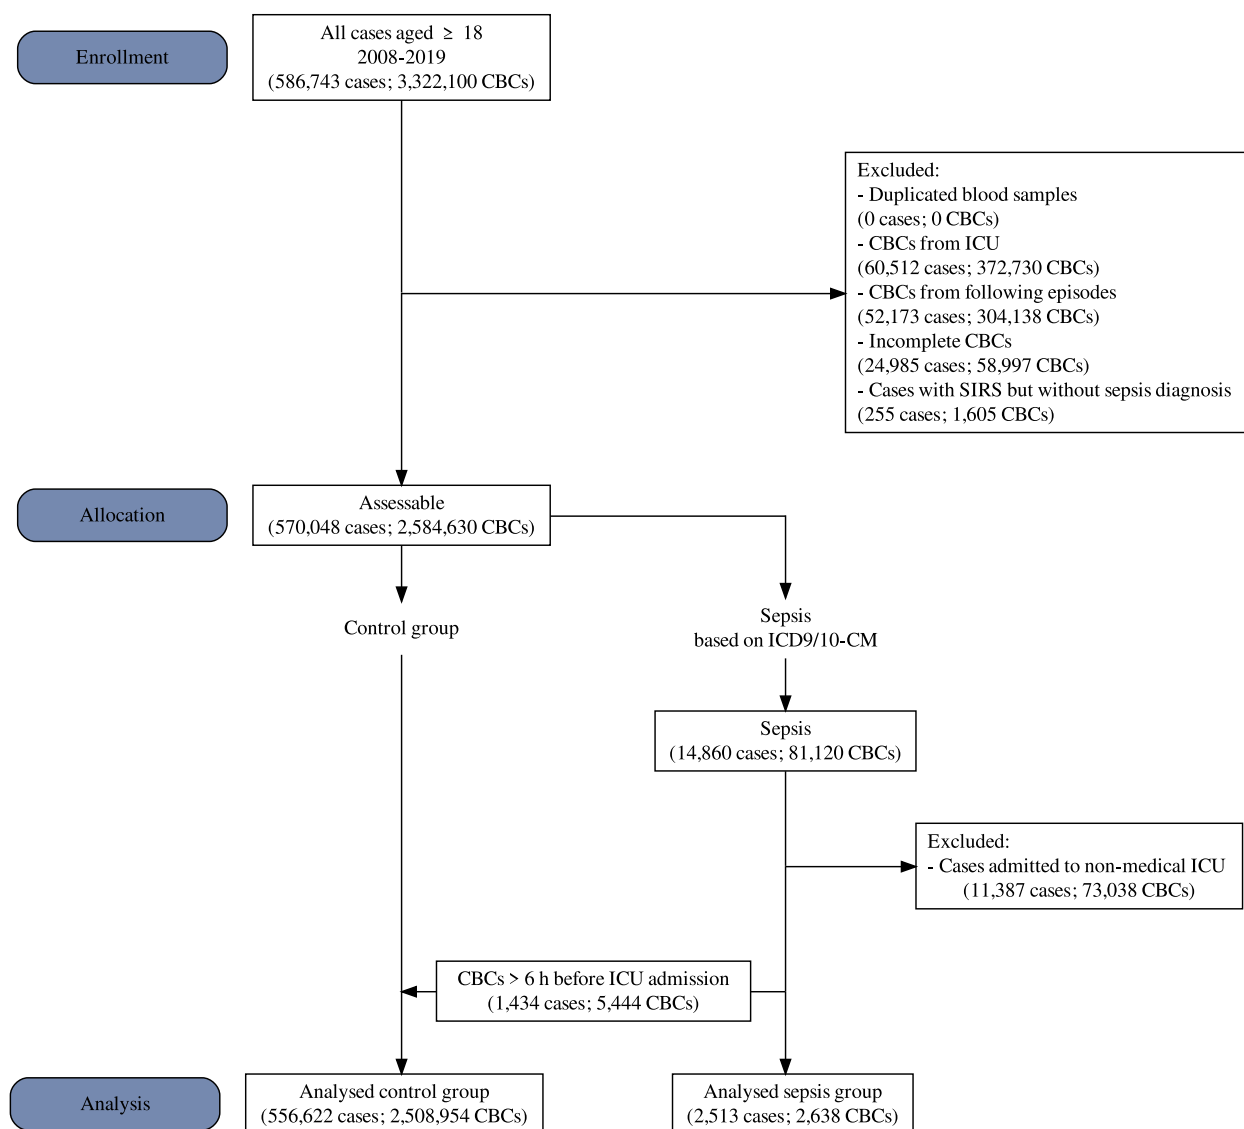 Enrollment
All cases aged ≥ 18
2008-2019
(586,743 cases; 3,322,100 CBCs)
Excluded:
- Duplicated blood samples
(0 cases; 0 CBCs)
- CBCs from ICU
(60,512 cases; 372,730 CBCs)
- CBCs from following episodes
(52,173 cases; 304,138 CBCs)
- Incomplete CBCs
(24,985 cases; 58,997 CBCs)
- Cases with SIRS but without sepsis diagnosis
(255 cases; 1,605 CBCs)
Allocation
Assessable
(570,048 cases; 2,584,630 CBCs)
Control group
Sepsis
based on ICD9/10-CM
Sepsis
(14,860 cases; 81,120 CBCs)
Excluded:
- Cases admitted to non-medical ICU
(11,387 cases; 73,038 CBCs)
CBCs > 6 h before ICU admission
(1,434 cases; 5,444 CBCs)
Analysis
Analysed control group
(556,622 cases; 2,508,954 CBCs)
Analysed sepsis group
(2,513 cases; 2,638 CBCs)